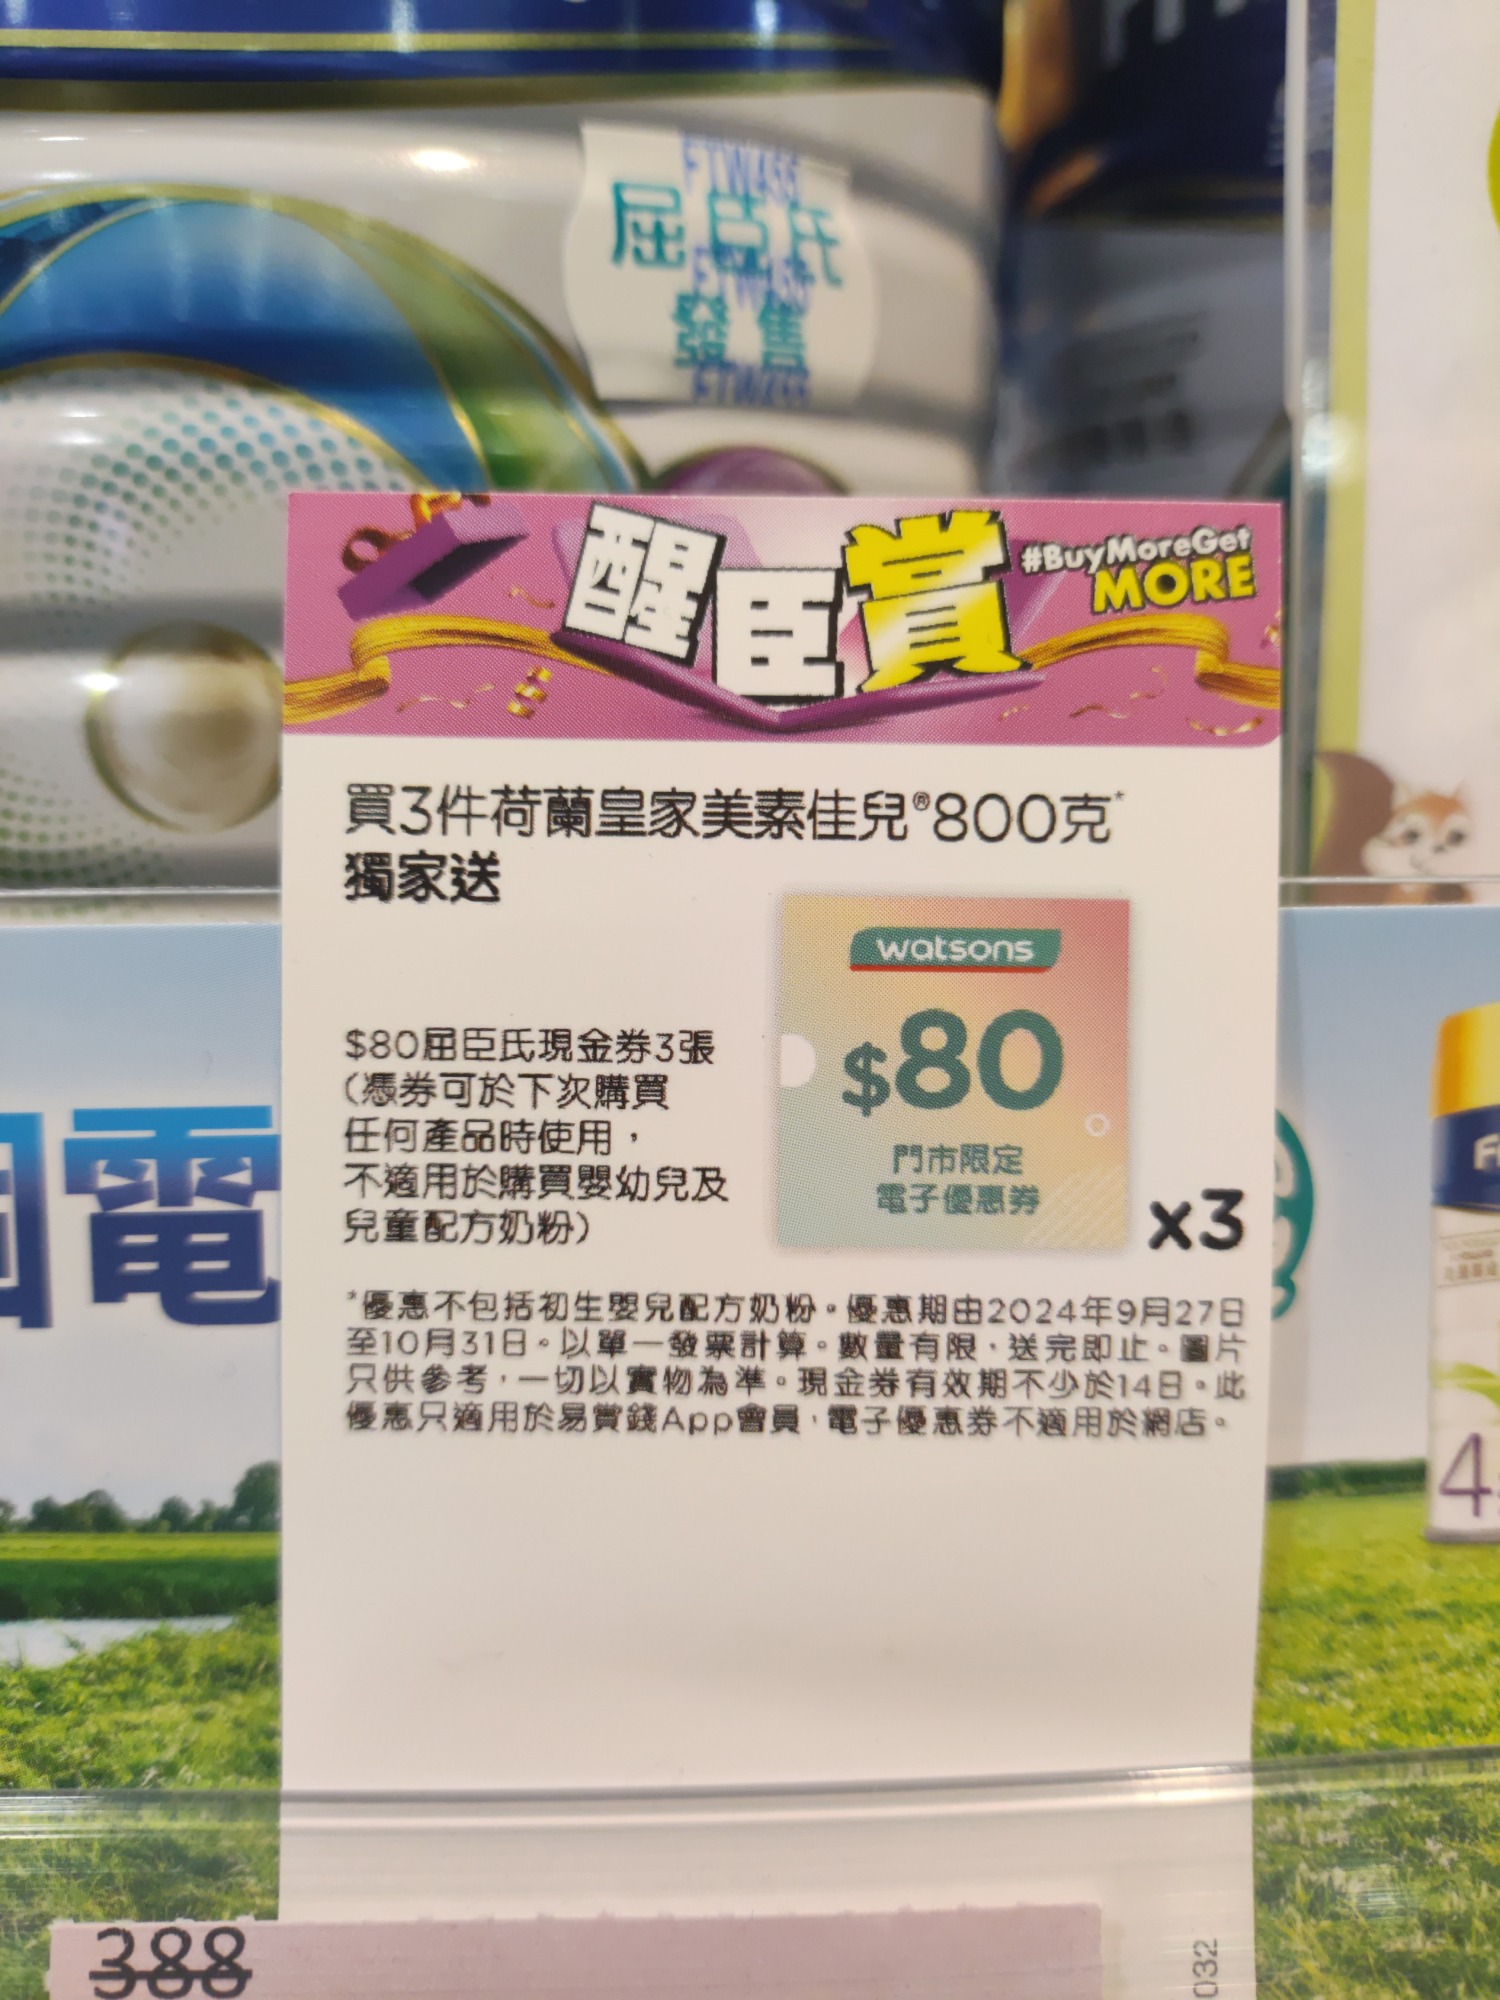 FTW455
屈臣氏
FTW455
發售
FTW455
醒臣賞
#BuyMoreGet
MORE
買3件荷蘭皇家美素佳兒®800克*
獨家送
watsons
$80
門市限定
電子優惠券
x3
$80屈臣氏現金券3張
(憑券可於下次購買
任何產品時使用，
不適用於購買嬰幼兒及
兒童配方奶粉)
*優惠不包括初生嬰兒配方奶粉。優惠期由2024年9月27日
至10月31日。以單一發票計算。數量有限，送完即止。圖片
只供參考，一切以實物為準。現金券有效期不少於14日。此
優惠只適用於易賞錢App會員，電子優惠券不適用於網店。
電
4
388
032